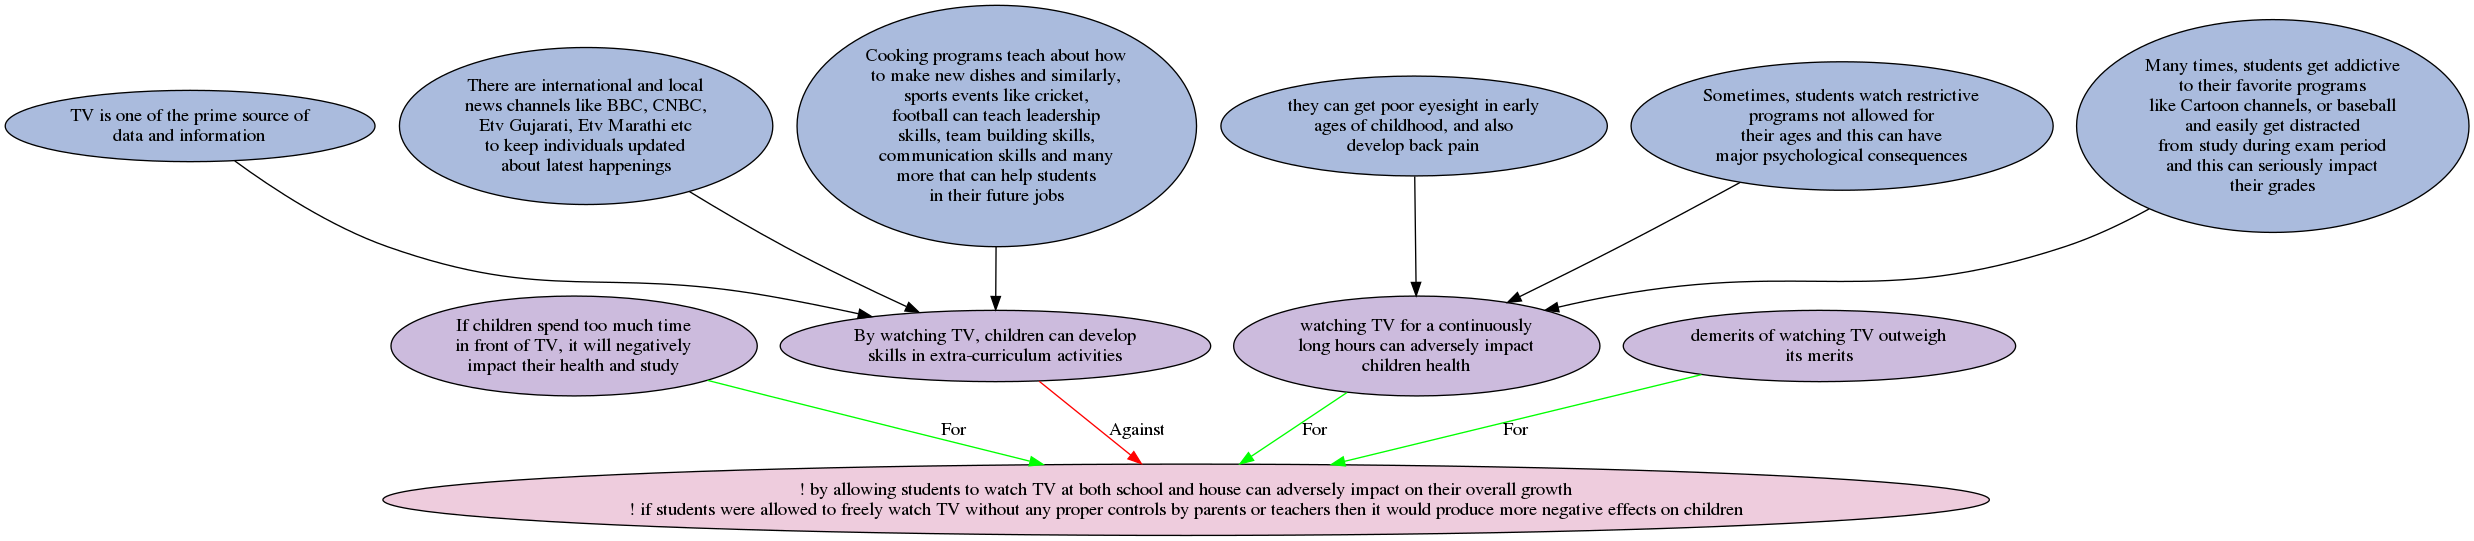 TV is one of the prime source of
data and information
There are international and local
news channels like BBC, CNBC,
Etv Gujarati, Etv Marathi etc
to keep individuals updated
about latest happenings
Cooking programs teach about how
to make new dishes and similarly,
sports events like cricket,
football can teach leadership
skills, team building skills,
communication skills and many
more that can help students
in their future jobs
they can get poor eyesight in early
ages of childhood, and also
develop back pain
Sometimes, students watch restrictive
programs not allowed for
their ages and this can have
major psychological consequences
Many times, students get addictive
to their favorite programs
like Cartoon channels, or baseball
and easily get distracted
from study during exam period
and this can seriously impact
their grades
If children spend too much time
in front of TV, it will negatively
impact their health and study
By watching TV, children can develop
skills in extra-curriculum activities
watching TV for a continuously
long hours can adversely impact
children health
demerits of watching TV outweigh
its merits
For
Against
For
For
! by allowing students to watch TV at both school and house can adversely impact on their overall growth
! if students were allowed to freely watch TV without any proper controls by parents or teachers then it would produce more negative effects on children